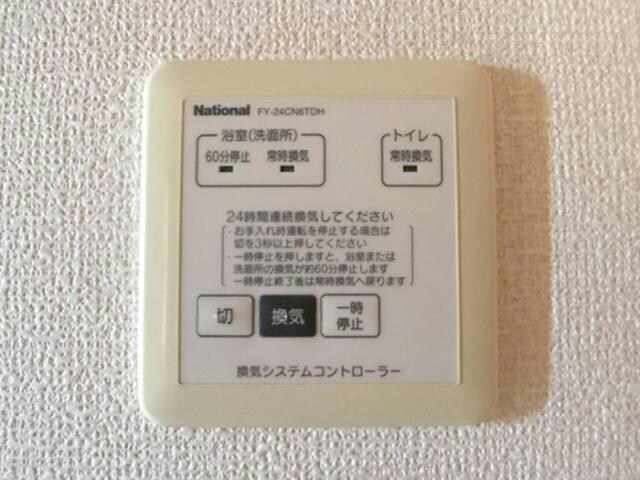 National FY-24CN6TDH
浴室(洗面所)
60分停止 常時換気
トイレ
常時換気
24時間連続換気してください
・お手入れ時運転を停止する場合は
切を3秒以上押してください
・一時停止を押しますと、浴室または
洗面所の換気が約60分停止します
一時停止終了後は常時換気へ戻ります
切
換気
一時
停止
換気システムコントローラー